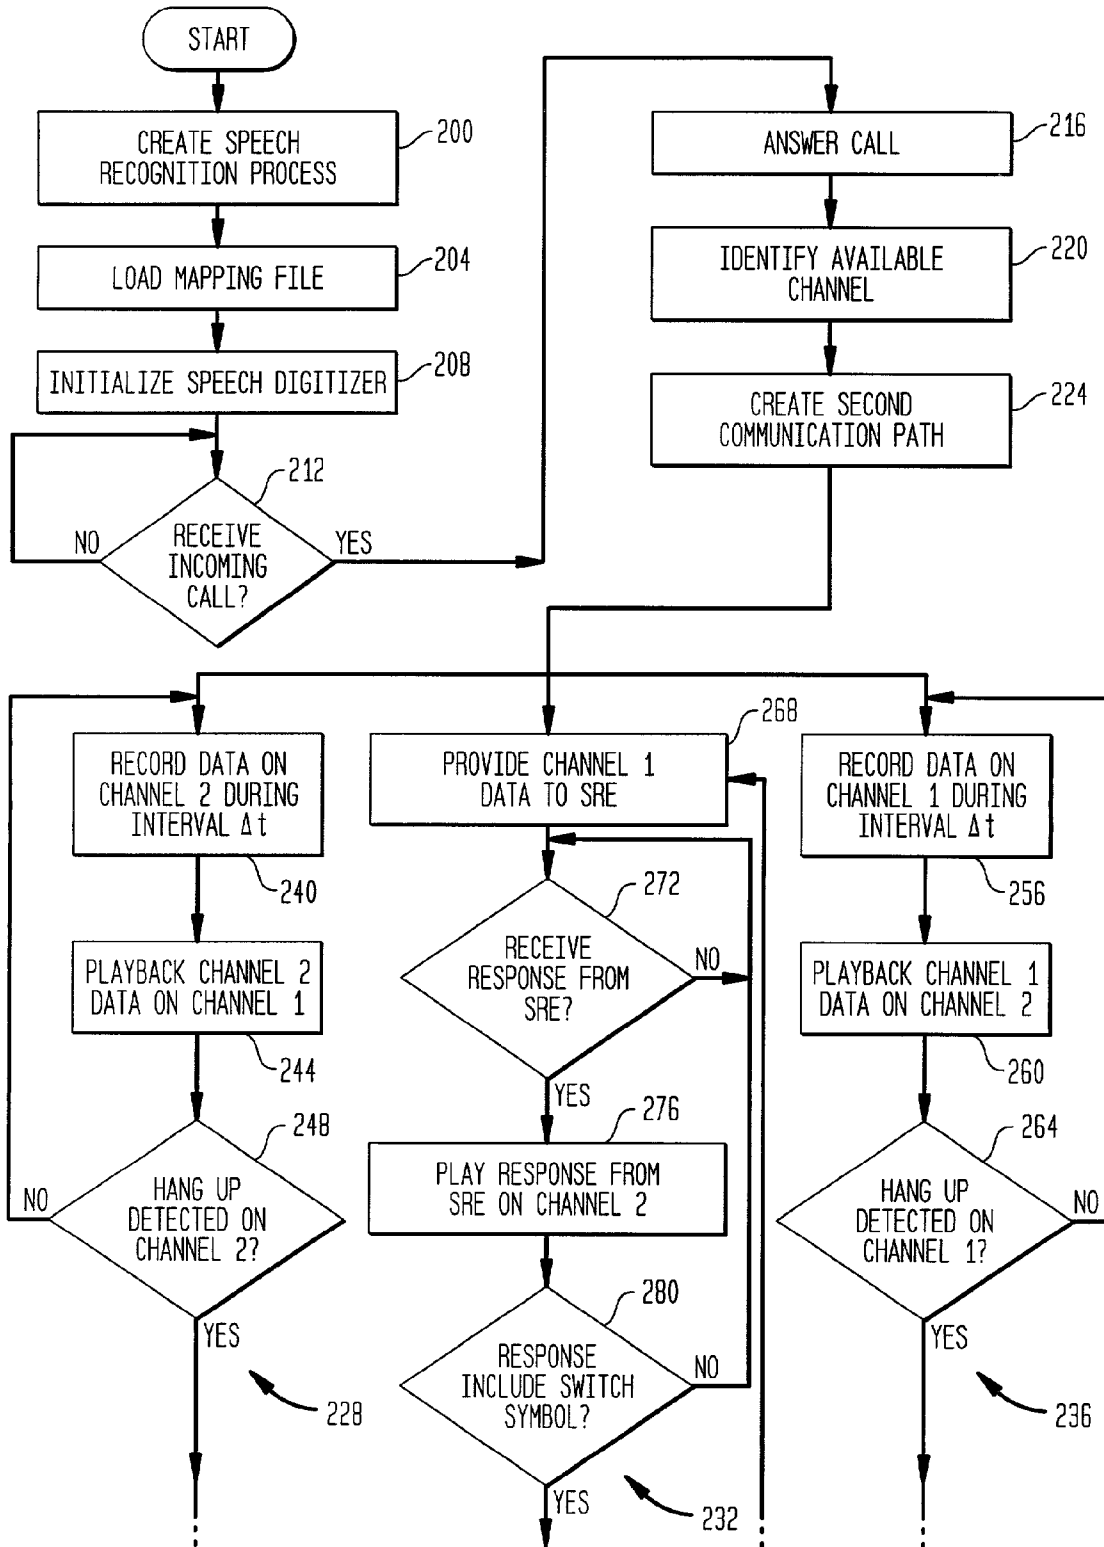 START
CREATE SPEECH
RECOGNITION PROCESS
200
LOAD MAPPING FILE
204
INITIALIZE SPEECH DIGITIZER
208
212
RECEIVE
INCOMING
CALL?
NO
YES
ANSWER CALL
216
IDENTIFY AVAILABLE
CHANNEL
220
CREATE SECOND
COMMUNICATION PATH
224
RECORD DATA ON
CHANNEL 2 DURING
INTERVAL Δt
240
PLAYBACK CHANNEL 2
DATA ON CHANNEL 1
244
248
HANG UP
DETECTED ON
CHANNEL 2?
NO
YES
228
268
PROVIDE CHANNEL 1
DATA TO SRE
272
RECEIVE
RESPONSE FROM
SRE?
NO
YES
276
PLAY RESPONSE FROM
SRE ON CHANNEL 2
280
RESPONSE
INCLUDE SWITCH
SYMBOL?
NO
YES
232
RECORD DATA ON
CHANNEL 1 DURING
INTERVAL Δt
256
PLAYBACK CHANNEL 1
DATA ON CHANNEL 2
260
264
HANG UP
DETECTED ON
CHANNEL 1?
NO
YES
236